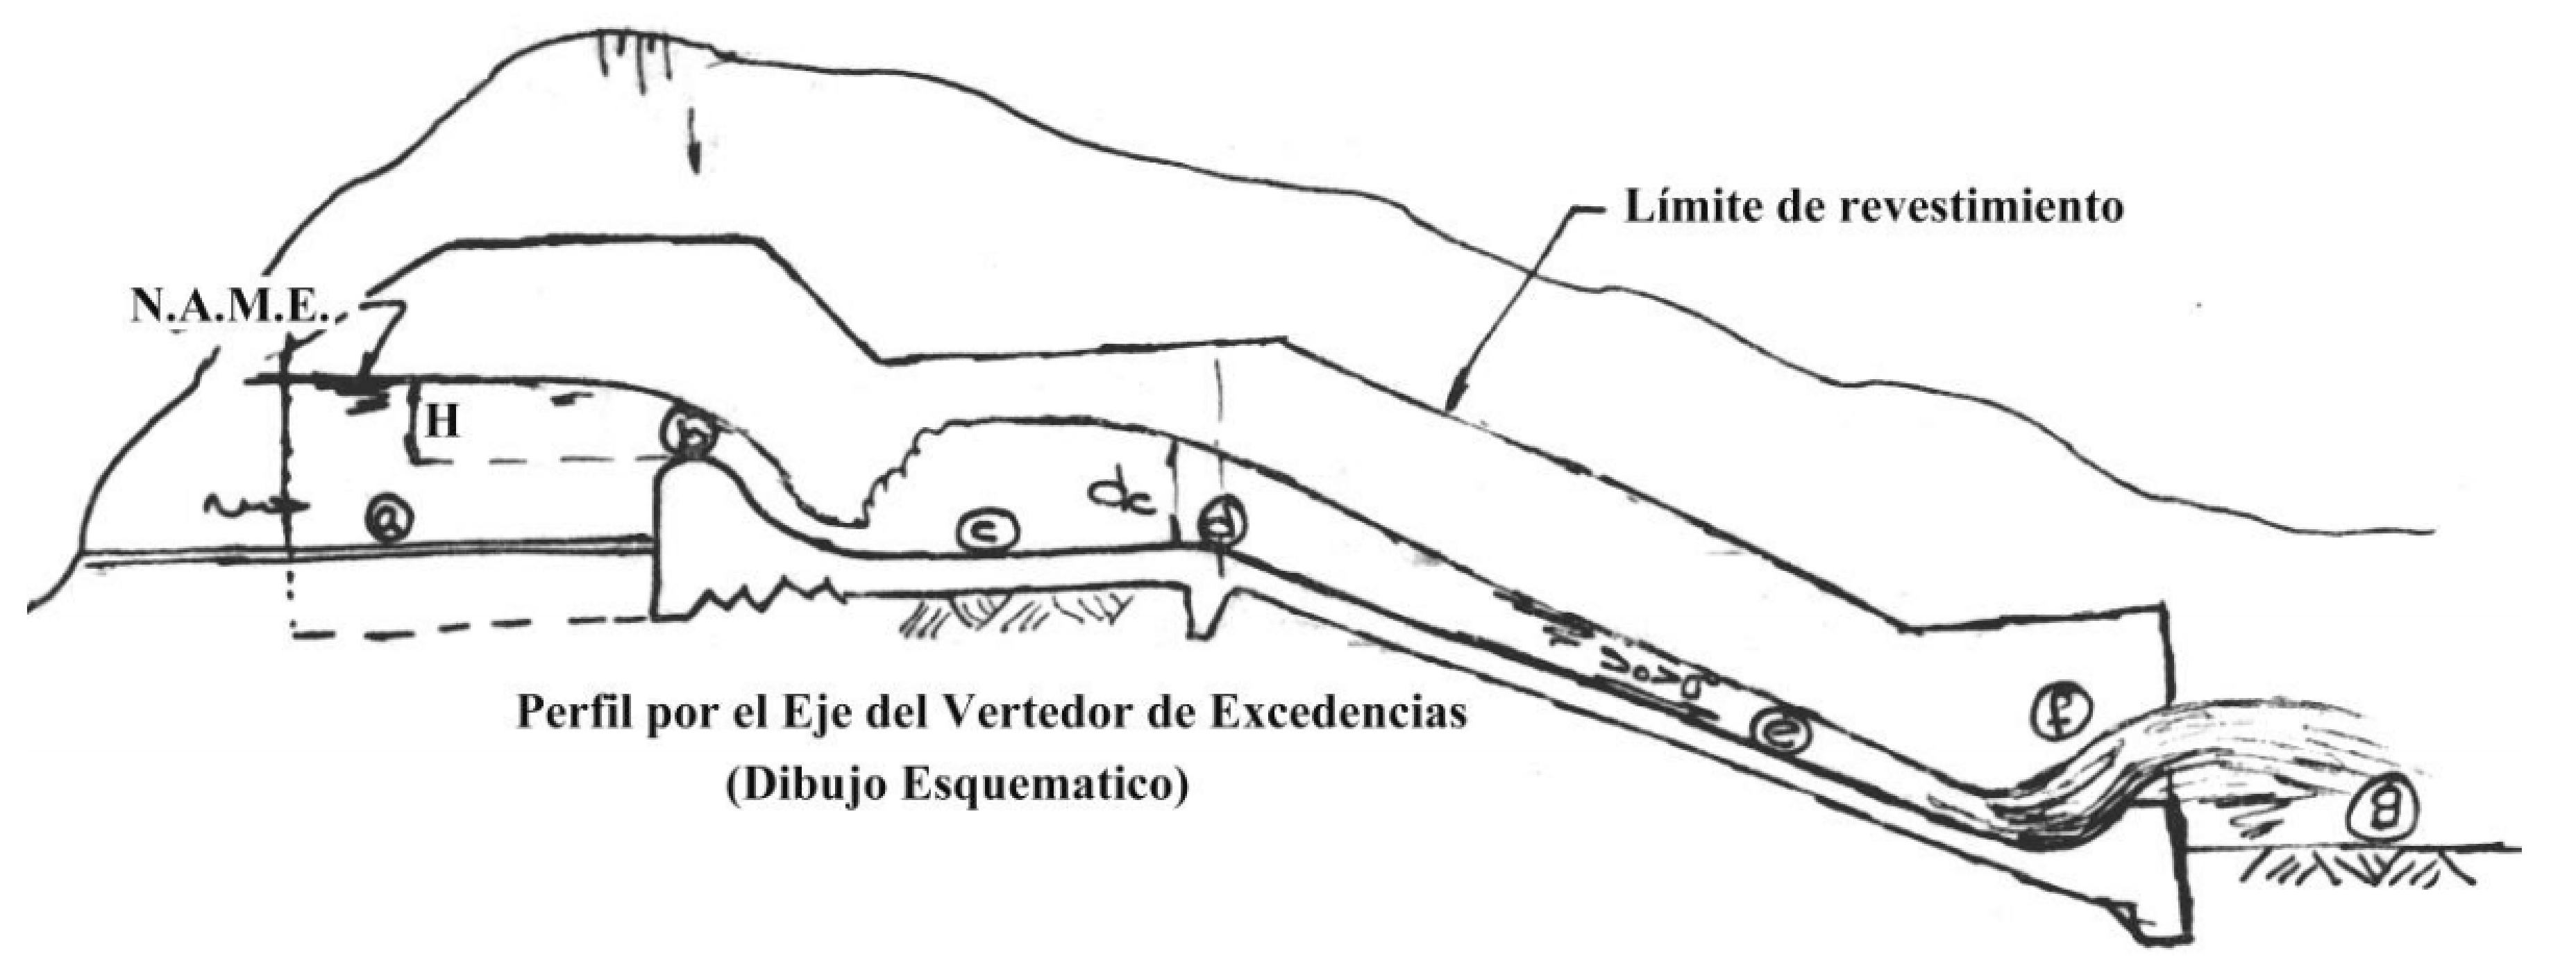 Límite de revestimiento
N.A.M.E.
H
b
a
c
dc
d
e
f
g
Perfil por el Eje del Vertedor de Excedencias
(Dibujo Esquematico)